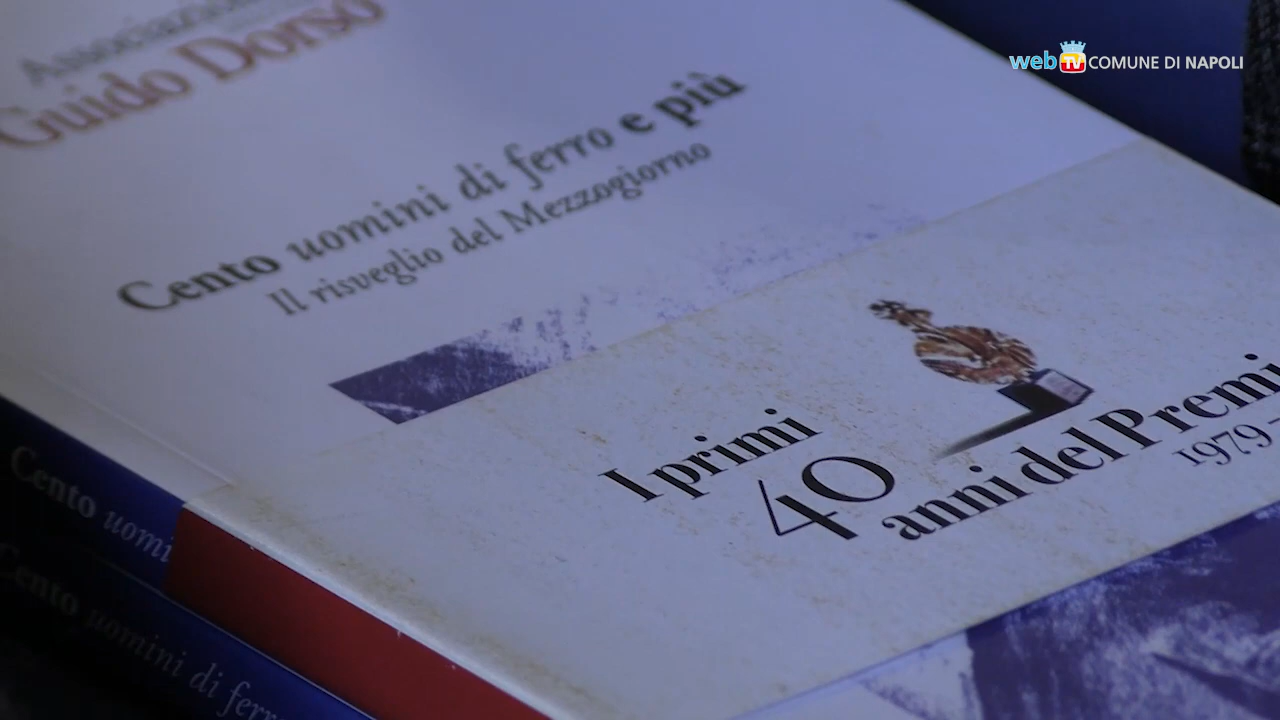 web TV COMUNE DI NAPOLI
Guido Dorso
Cento uomini di ferro e più
Il risveglio del Mezzogiorno
I primi
40
anni del Premi
1979-
Cento uomi
Cento uomini di ferr